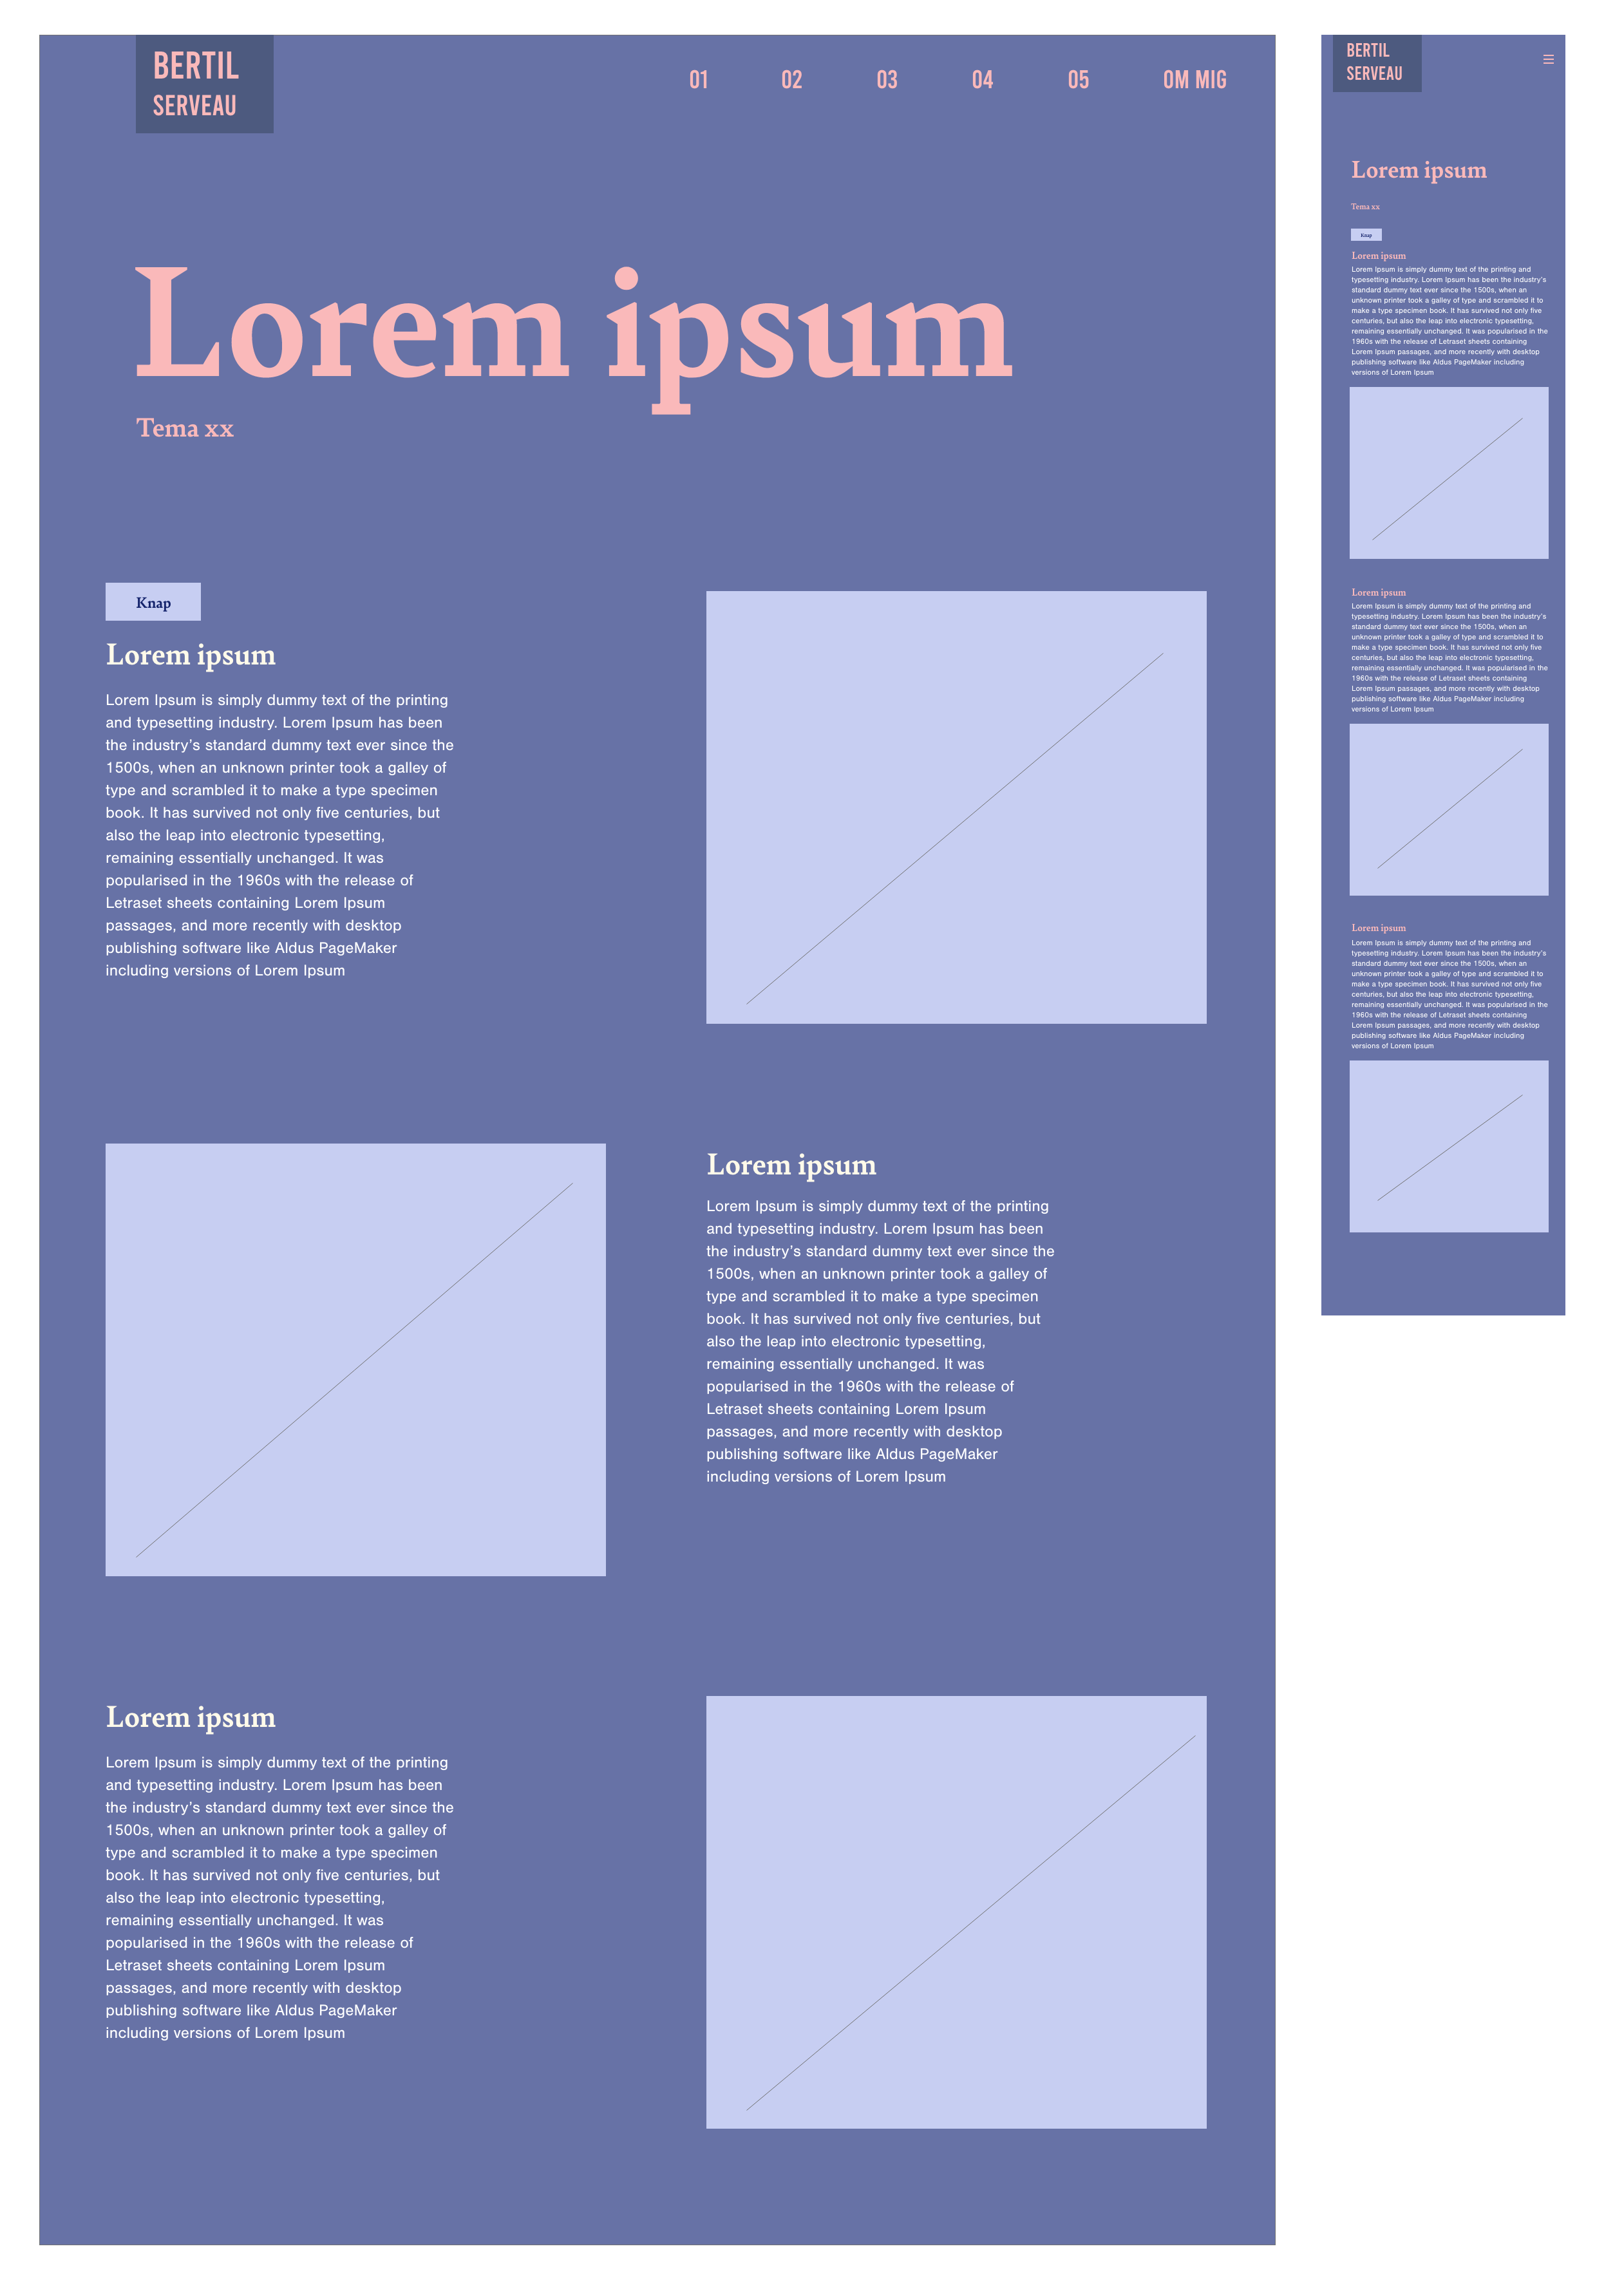 BERTIL
SERVEAU
01 02 03 04 05 OM MIG
Lorem ipsum
Tema xx
Knap
Lorem ipsum
Lorem Ipsum is simply dummy text of the printing
and typesetting industry. Lorem Ipsum has been
the industry's standard dummy text ever since the
1500s, when an unknown printer took a galley of
type and scrambled it to make a type specimen
book. It has survived not only five centuries, but
also the leap into electronic typesetting,
remaining essentially unchanged. It was
popularised in the 1960s with the release of
Letraset sheets containing Lorem Ipsum
passages, and more recently with desktop
publishing software like Aldus PageMaker
including versions of Lorem Ipsum
Lorem ipsum
Lorem Ipsum is simply dummy text of the printing
and typesetting industry. Lorem Ipsum has been
the industry's standard dummy text ever since the
1500s, when an unknown printer took a galley of
type and scrambled it to make a type specimen
book. It has survived not only five centuries, but
also the leap into electronic typesetting,
remaining essentially unchanged. It was
popularised in the 1960s with the release of
Letraset sheets containing Lorem Ipsum
passages, and more recently with desktop
publishing software like Aldus PageMaker
including versions of Lorem Ipsum
Lorem ipsum
Lorem Ipsum is simply dummy text of the printing
and typesetting industry. Lorem Ipsum has been
the industry's standard dummy text ever since the
1500s, when an unknown printer took a galley of
type and scrambled it to make a type specimen
book. It has survived not only five centuries, but
also the leap into electronic typesetting,
remaining essentially unchanged. It was
popularised in the 1960s with the release of
Letraset sheets containing Lorem Ipsum
passages, and more recently with desktop
publishing software like Aldus PageMaker
including versions of Lorem Ipsum
BERTIL
SERVEAU
Lorem ipsum
Tema xx
Knap
Lorem ipsum
Lorem Ipsum is simply dummy text of the printing and
typesetting industry. Lorem Ipsum has been the industry's
standard dummy text ever since the 1500s, when an
unknown printer took a galley of type and scrambled it to
make a type specimen book. It has survived not only five
centuries, but also the leap into electronic typesetting,
remaining essentially unchanged. It was popularised in the
1960s with the release of Letraset sheets containing
Lorem Ipsum passages, and more recently with desktop
publishing software like Aldus PageMaker including
versions of Lorem Ipsum
Lorem ipsum
Lorem Ipsum is simply dummy text of the printing and
typesetting industry. Lorem Ipsum has been the industry's
standard dummy text ever since the 1500s, when an
unknown printer took a galley of type and scrambled it to
make a type specimen book. It has survived not only five
centuries, but also the leap into electronic typesetting,
remaining essentially unchanged. It was popularised in the
1960s with the release of Letraset sheets containing
Lorem Ipsum passages, and more recently with desktop
publishing software like Aldus PageMaker including
versions of Lorem Ipsum
Lorem ipsum
Lorem Ipsum is simply dummy text of the printing and
typesetting industry. Lorem Ipsum has been the industry's
standard dummy text ever since the 1500s, when an
unknown printer took a galley of type and scrambled it to
make a type specimen book. It has survived not only five
centuries, but also the leap into electronic typesetting,
remaining essentially unchanged. It was popularised in the
1960s with the release of Letraset sheets containing
Lorem Ipsum passages, and more recently with desktop
publishing software like Aldus PageMaker including
versions of Lorem Ipsum